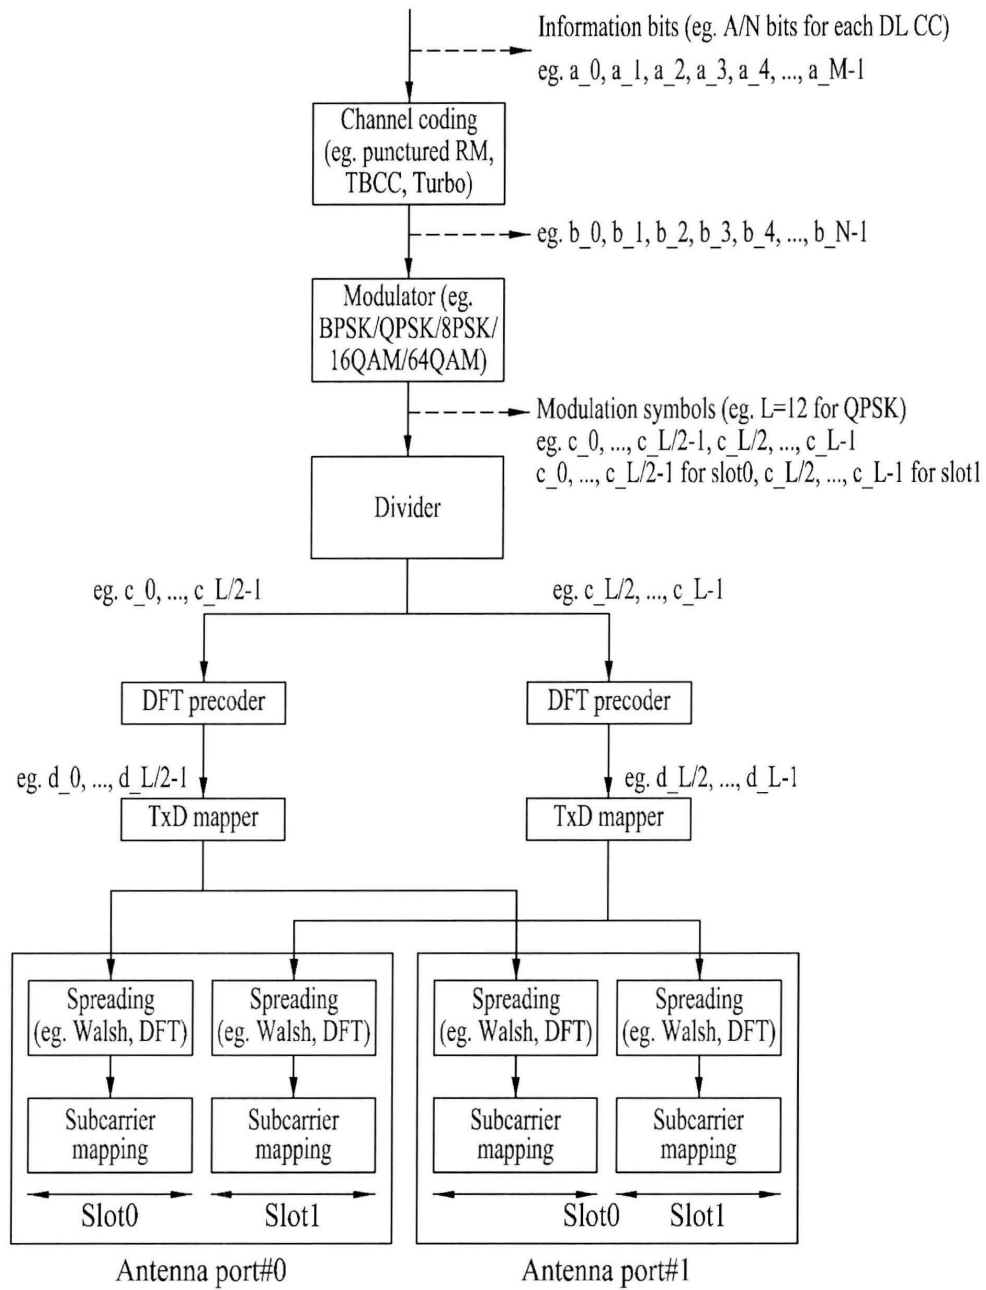 Information bits (eg. A/N bits for each DL CC)
eg. a_0, a_1, a_2, a_3, a_4, ..., a_M-1
Channel coding
(eg. punctured RM,
TBCC, Turbo)
eg. b_0, b_1, b_2, b_3, b_4, ..., b_N-1
Modulator (eg.
BPSK/QPSK/8PSK/
16QAM/64QAM)
Modulation symbols (eg. L=12 for QPSK)
eg. c_0, ..., c_L/2-1, c_L/2, ..., c_L-1
c_0, ..., c_L/2-1 for slot0, c_L/2, ..., c_L-1 for slot1
Divider
eg. c_0, ..., c_L/2-1
eg. c_L/2, ..., c_L-1
DFT precoder
DFT precoder
eg. d_0, ..., d_L/2-1
eg. d_L/2, ..., d_L-1
TxD mapper
TxD mapper
Spreading
(eg. Walsh, DFT)
Spreading
(eg. Walsh, DFT)
Spreading
(eg. Walsh, DFT)
Spreading
(eg. Walsh, DFT)
Subcarrier
mapping
Subcarrier
mapping
Subcarrier
mapping
Subcarrier
mapping
Slot0
Slot1
Slot0
Slot1
Antenna port#0
Antenna port#1